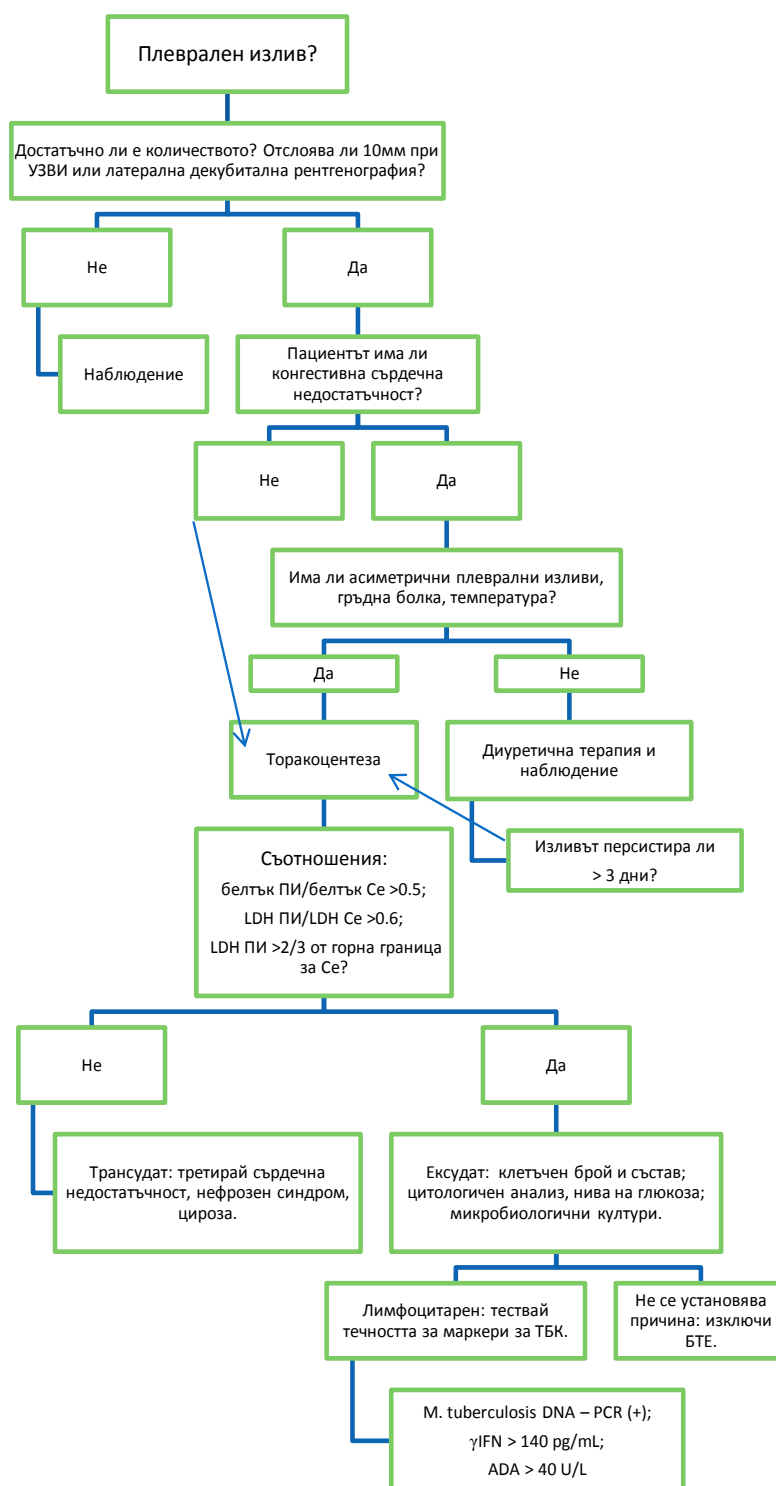 Плеврален излив?
Достатъчно ли е количеството? Отслоява ли 10мм при
УЗВИ или латерална декубитална рентгенография?
Не
Да
Наблюдение
Пациентът има ли
конгестивна сърдечна
недостатъчност?
Не
Да
Има ли асиметрични плеврални изливи,
гръдна болка, температура?
Да
Не
Торакоцентеза
Диуретична терапия и
наблюдение
Изливът персистира ли
> 3 дни?
Съотношения:
белтък ПИ/белтък Се >0.5;
LDH ПИ/LDH Се >0.6;
LDH ПИ >2/3 от горна граница
за Се?
Не
Да
Трансудат: третирай сърдечна
недостатъчност, нефрозен синдром,
цироза.
Ексудат: клетъчен брой и състав;
цитологичен анализ, нива на глюкоза;
микробиологични култури.
Лимфоцитарен: тествай
течността за маркери за ТБК.
Не се установява
причина: изключи
БТЕ.
M. tuberculosis DNA – PCR (+);
γIFN > 140 pg/mL;
ADA > 40 U/L